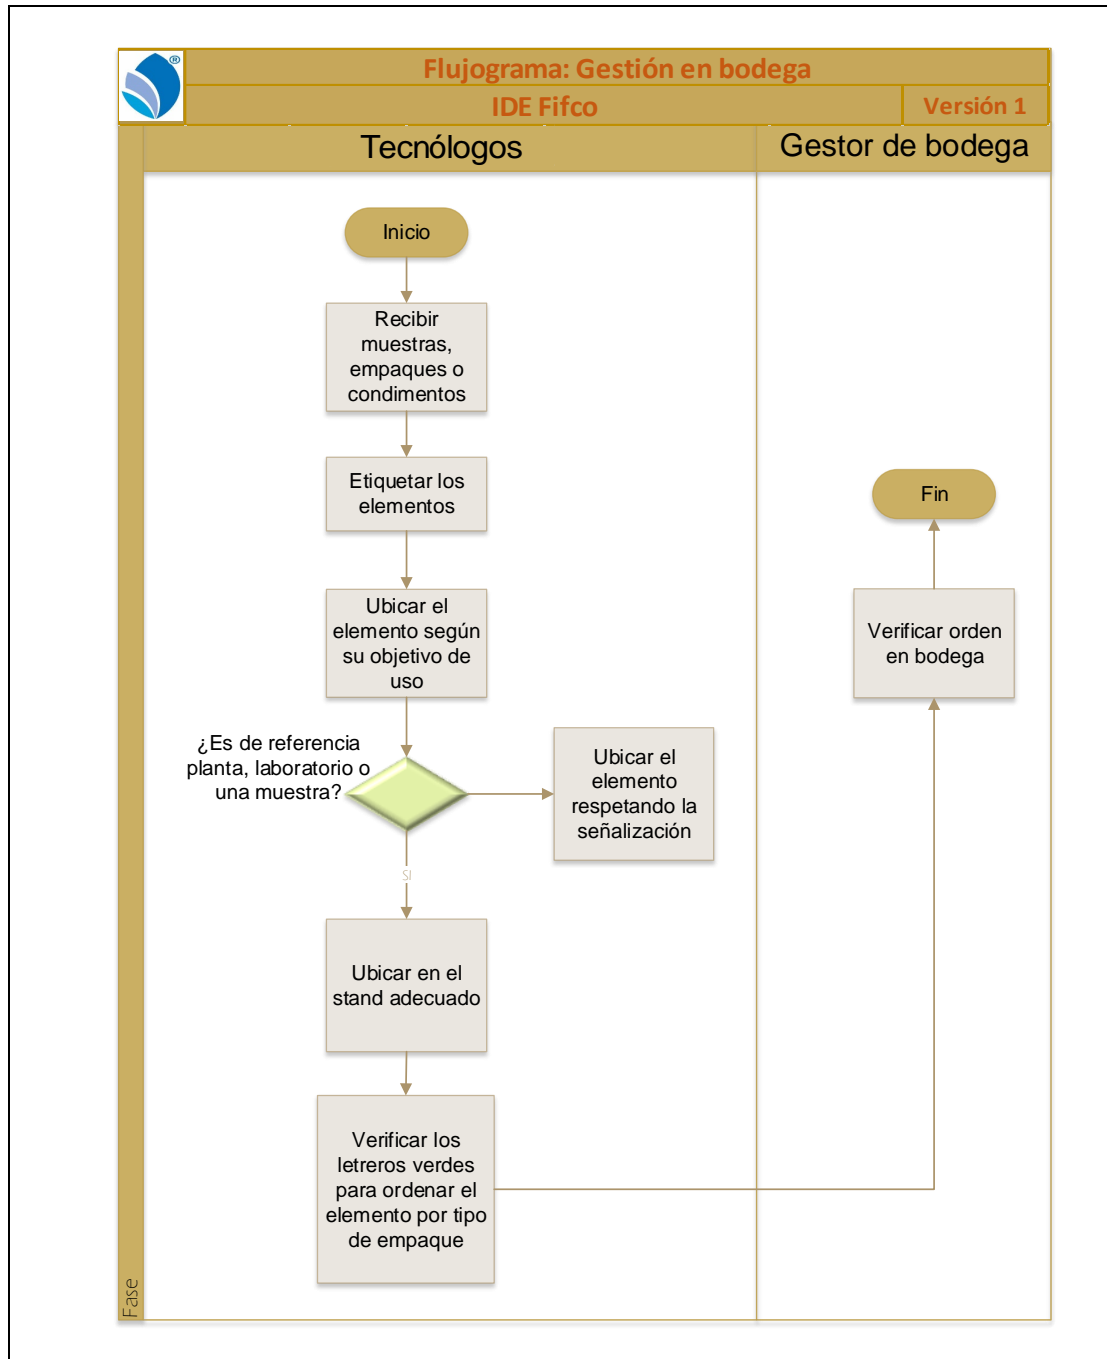 ®
Flujograma: Gestión en bodega
IDE Fifco
Versión 1
Tecnólogos
Gestor de bodega
Inicio
Recibir
muestras,
empaques o
condimentos
Etiquetar los
elementos
Ubicar el
elemento según
su objetivo de
uso
¿Es de referencia
planta, laboratorio o
una muestra?
Ubicar el
elemento
respetando la
señalización
SI
Ubicar en el
stand adecuado
Verificar los
letreros verdes
para ordenar el
elemento por tipo
de empaque
Fin
Verificar orden
en bodega
Fase